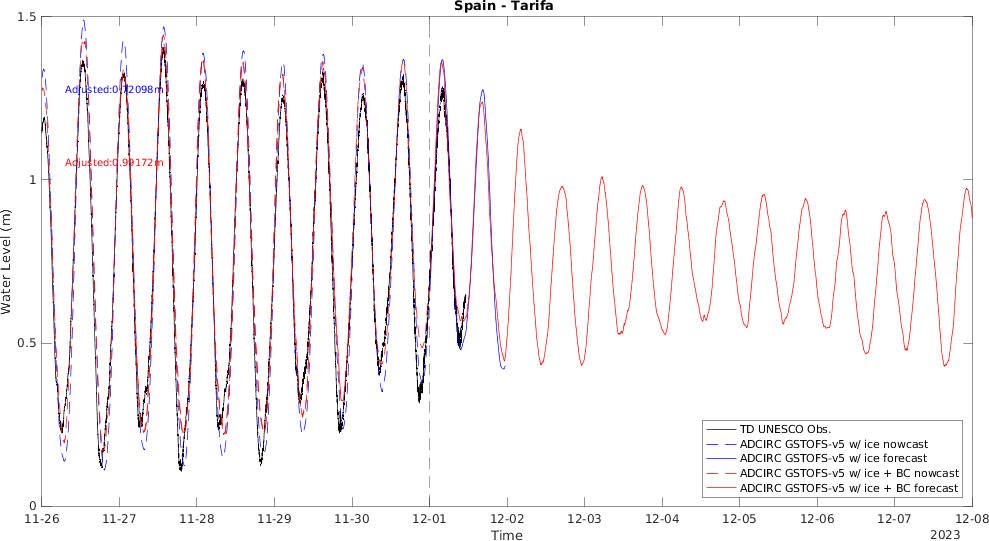 Spain - Tarifa
1.5
1
0.5
0
Water Level (m)
Adjusted:0.72098m
Adjusted:0.99172m
TD UNESCO Obs.
ADCIRC GSTOFS-v5 w/ ice nowcast
ADCIRC GSTOFS-v5 w/ ice forecast
ADCIRC GSTOFS-v5 w/ ice + BC nowcast
ADCIRC GSTOFS-v5 w/ ice + BC forecast
11-26 11-27 11-28 11-29 11-30 12-01 12-02 12-03 12-04 12-05 12-06 12-07 12-08
Time
2023